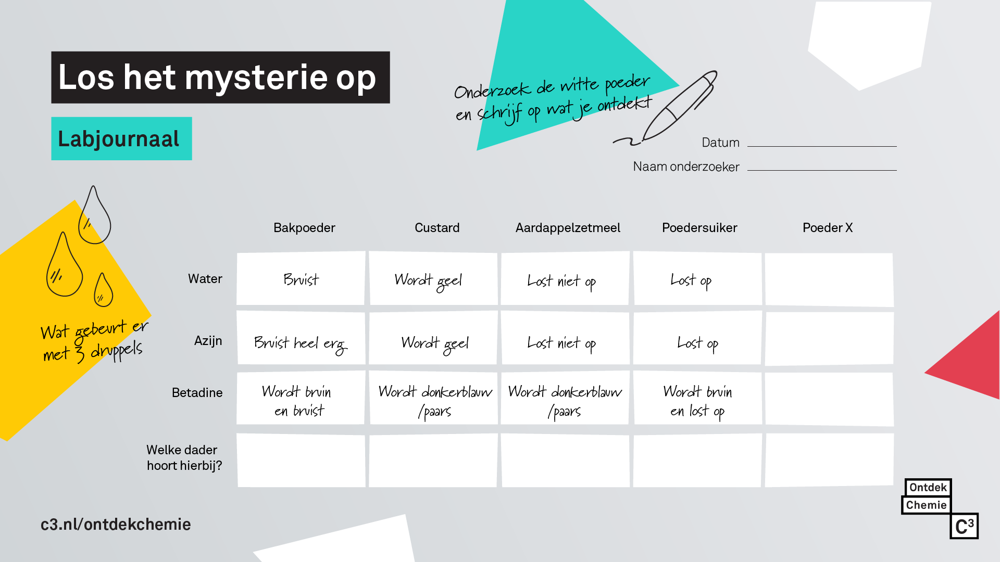 Los het mysterie op
Labjournaal
Onderzoek de witte poeder
en schrijf op wat je ontdekt
Datum
Naam onderzoeker
Wat gebeurt er
met 3 druppels
Bakpoeder Custard Aardappelzetmeel Poedersuiker Poeder X
Water Bruist Wordt geel Lost niet op Lost op
Azijn Bruist heel erg Wordt geel Lost niet op Lost op
Betadine Wordt bruin Wordt donkerblauw Wordt donkerblauw Wordt bruin
en bruist /paars /paars en lost op
Welke dader
hoort hierbij?
c3.nl/ontdekchemie
Ontdek
Chemie
C³